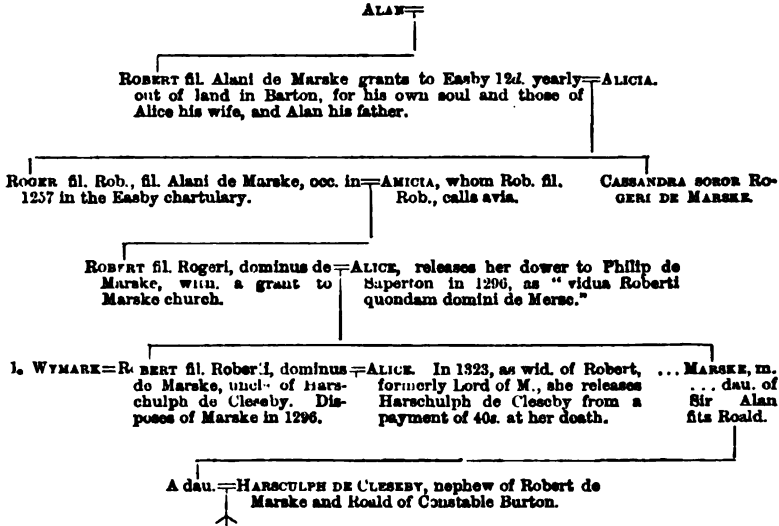 ALAN
ROBERT fil. Alani de Marske grants to Easby 12d. yearly=ALICIA.
out of land in Barton, for his own soul and those of
Alice his wife, and Alan his father.
ROGER fil. Rob., fil. Alani de Marske, occ. in=AMICIA, whom Rob. fil. CASSANDRA SOROR RO-
1257 in the Easby chartulary. Rob., calls avia. GERI DE MARSKE.
ROBERT fil. Rogeri, dominus de=ALICE, releases her dower to Philip de
Marske, witn. a grant to Saperton in 1296, as "vidua Roberti
Marske church. quondam domini de Merse."
1. WYMARK=ROBERT fil. Roberti, dominus=ALICE. In 1323, as wid. of Robert, ... MARSKE, m.
de Marske, uncle of Hars- formerly Lord of M., she releases ... dau. of
chulph de Cleseby. Dis- Harschulph de Cleseby from a Sir Alan
poses of Marske in 1296. payment of 40s. at her death. fitz Roald.
A dau.=HARSCULPH DE CLESEBY, nephew of Robert de
Marske and Roald of Constable Burton.